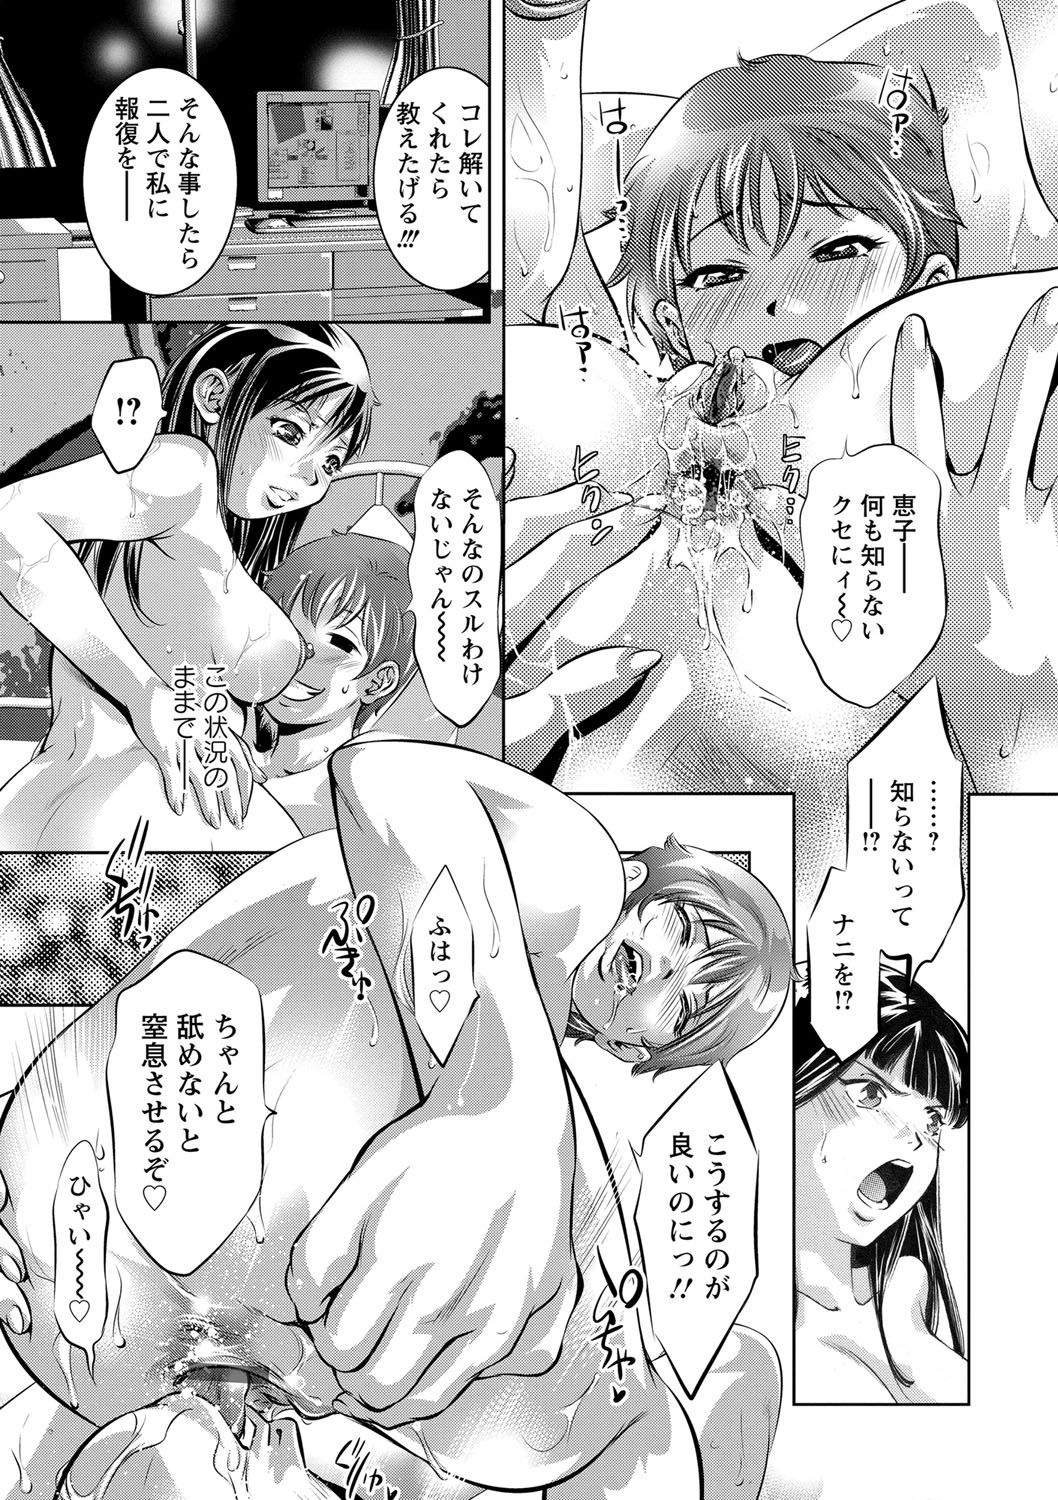 はァ?
はーっ…
はァ?
ヒクッ
ヒクン…
恵子──
何も知らない
クセにィ～♡
……?
知らないって
──!?
ナニを!?
コレ解いて
くれたら
教えたげる!!!
そんな事したら
二人で私に
報復を──
!?
そんなのスルわけ
ないじゃん～～
この状況の
ままで──
ぢゅっ
ぷきゅ
ふはっ♡
こうするのが
良いのにっ!!
ちゃんと
舐めないと
窒息させるぞ♡
ひゃい～～♡